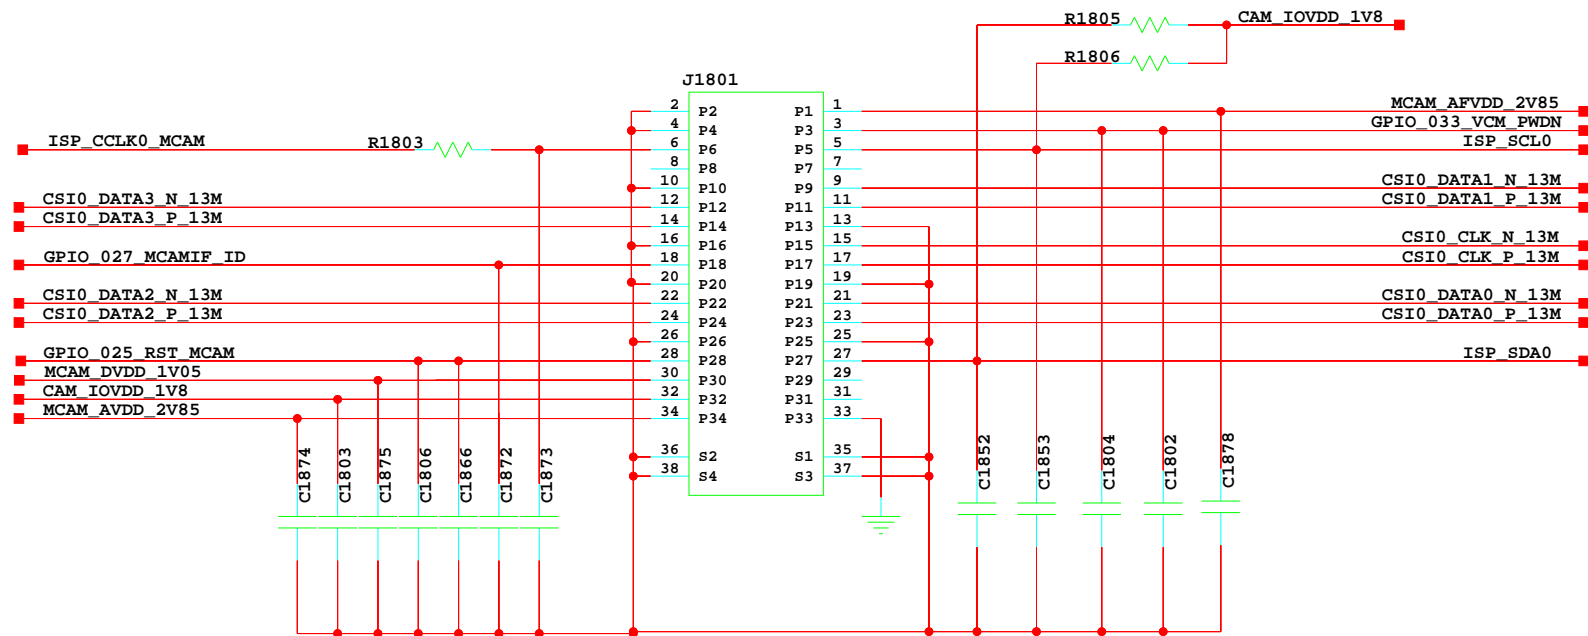 R1805 CAM_IOVDD_1V8
R1806
J1801
2 P2 P1 1 MCAM_AFVDD_2V85
4 P4 P3 3 GPIO_033_VCM_PWDN
ISP_CCLK0_MCAM R1803 6 P6 P5 5 ISP_SCL0
8 P8 P7 7
10 P10 P9 9 CSI0_DATA1_N_13M
CSI0_DATA3_N_13M 12 P12 P11 11 CSI0_DATA1_P_13M
CSI0_DATA3_P_13M 14 P14 P13 13
16 P16 P15 15 CSI0_CLK_N_13M
GPIO_027_MCAMIF_ID 18 P18 P17 17 CSI0_CLK_P_13M
20 P20 P19 19
CSI0_DATA2_N_13M 22 P22 P21 21 CSI0_DATA0_N_13M
CSI0_DATA2_P_13M 24 P24 P23 23 CSI0_DATA0_P_13M
26 P26 P25 25
GPIO_025_RST_MCAM 28 P28 P27 27 ISP_SDA0
MCAM_DVDD_1V05 30 P30 P29 29
CAM_IOVDD_1V8 32 P32 P31 31
MCAM_AVDD_2V85 34 P34 P33 33
36 S2 S1 35
38 S4 S3 37
C1874 C1803 C1875 C1806 C1866 C1872 C1873 C1852 C1853 C1804 C1802 C1878